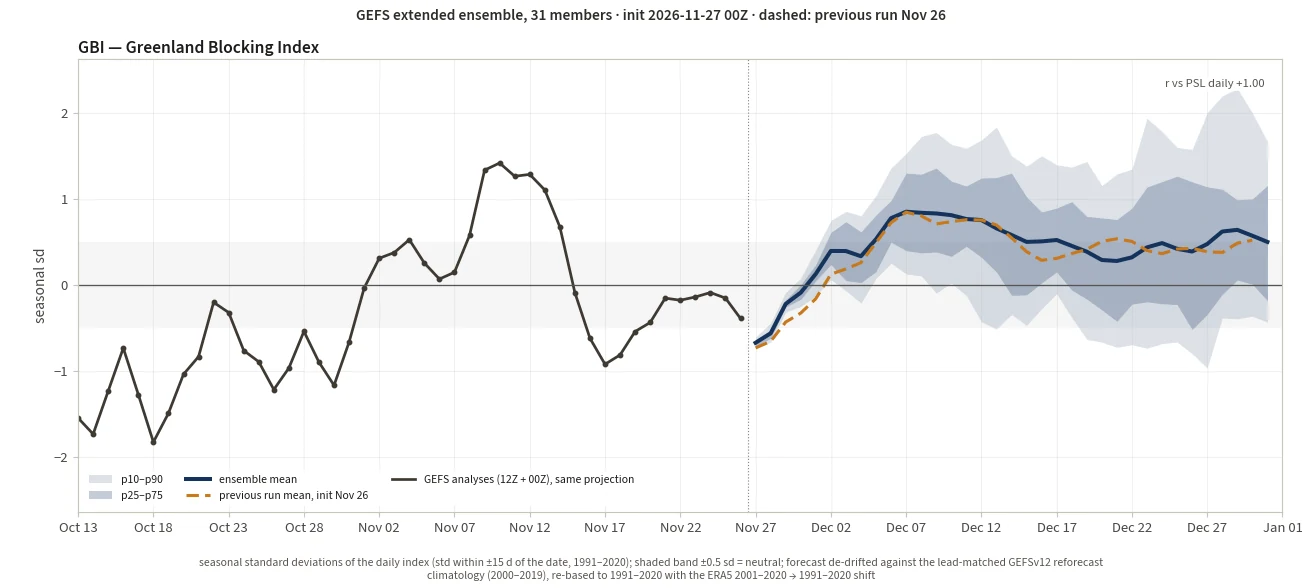 GEFS extended ensemble, 31 members · init 2026-11-27 00Z · dashed: previous run Nov 26
GBI — Greenland Blocking Index
r vs PSL daily +1.00
seasonal sd
2
1
0
−1
−2
p10–p90
ensemble mean
GEFS analyses (12Z + 00Z), same projection
p25–p75
previous run mean, init Nov 26
Oct 13
Oct 18
Oct 23
Oct 28
Nov 02
Nov 07
Nov 12
Nov 17
Nov 22
Nov 27
Dec 02
Dec 07
Dec 12
Dec 17
Dec 22
Dec 27
Jan 01
seasonal standard deviations of the daily index (std within ±15 d of the date, 1991–2020); shaded band ±0.5 sd = neutral; forecast de-drifted against the lead-matched GEFSv12 reforecast
climatology (2000–2019), re-based to 1991–2020 with the ERA5 2001–2020 → 1991–2020 shift